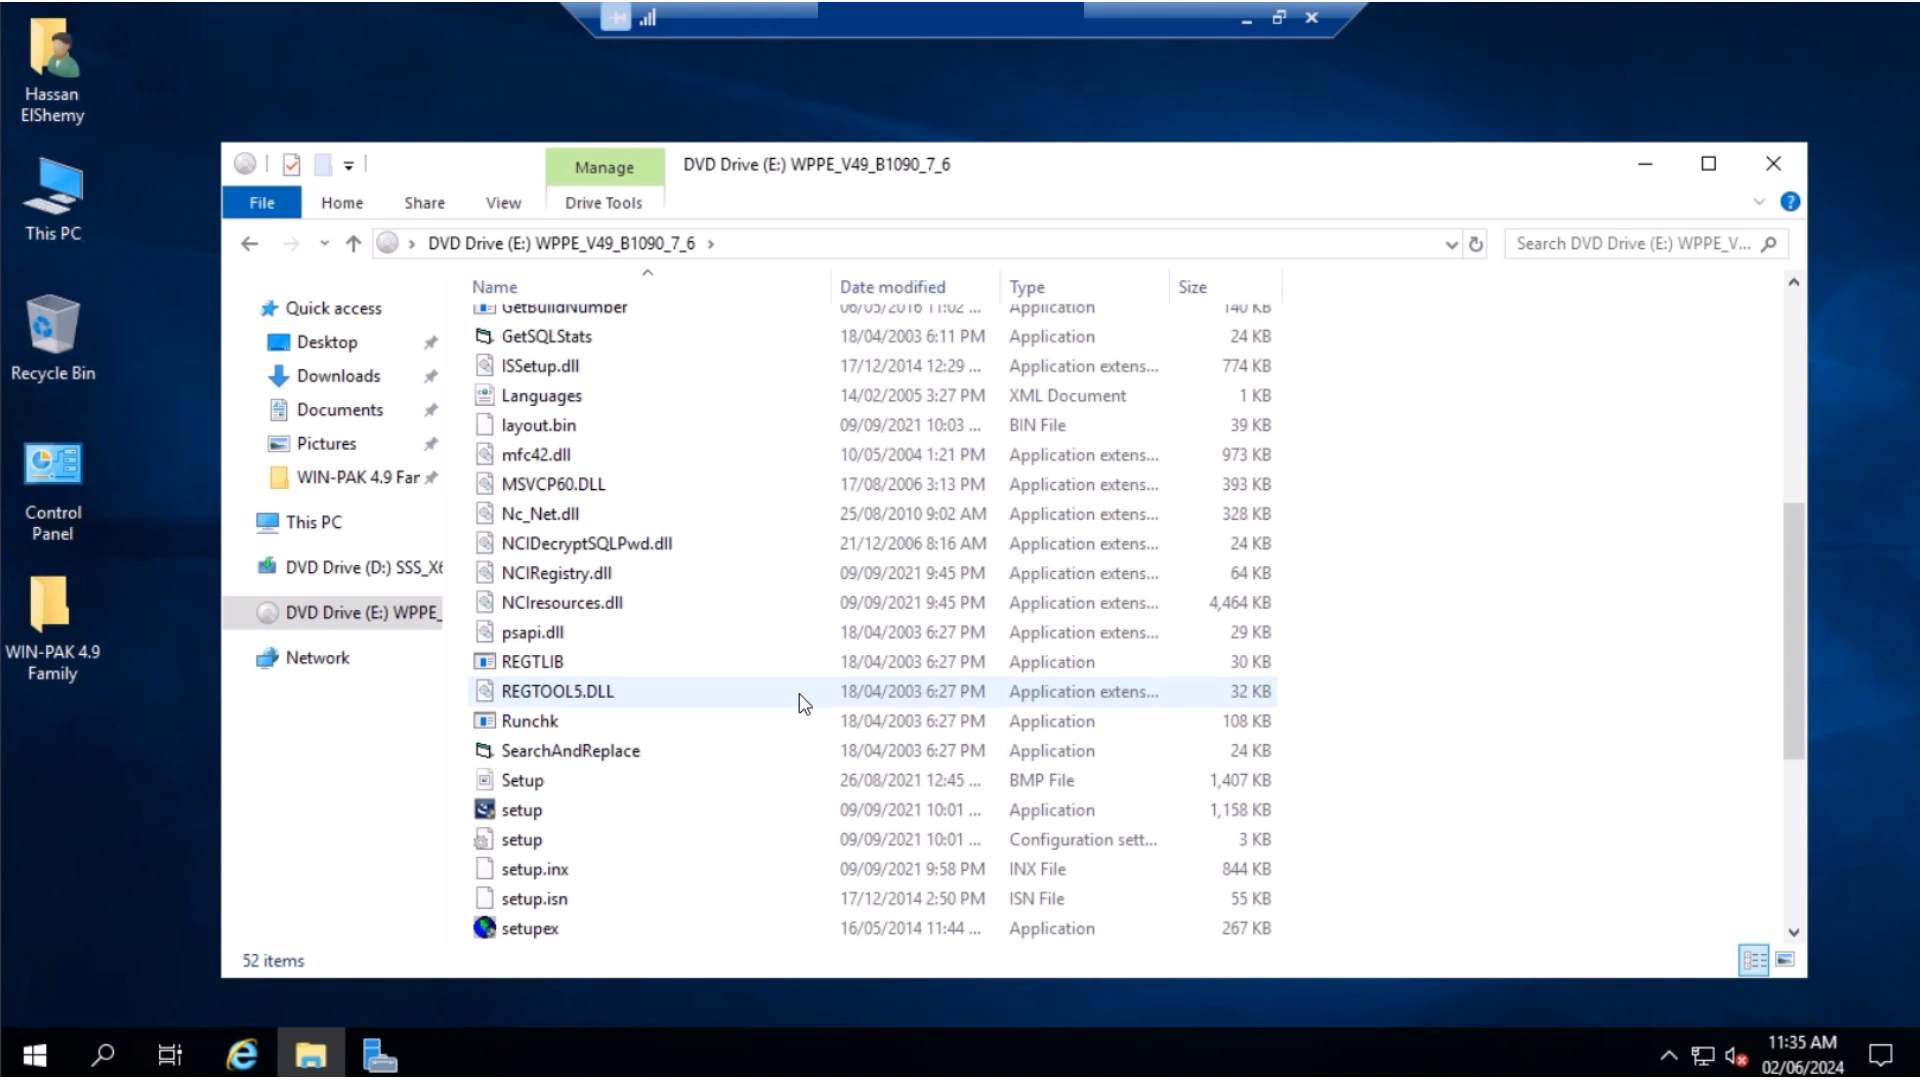 Hassan
ElShemy
This PC
Recycle Bin
Control
Panel
WIN-PAK 4.9
Family
Manage
DVD Drive (E:) WPPE_V49_B1090_7_6
File
Home
Share
View
Drive Tools
DVD Drive (E:) WPPE_V49_B1090_7_6
Search DVD Drive (E:) WPPE_V...
Quick access
Desktop
Downloads
Documents
Pictures
WIN-PAK 4.9 Far
This PC
DVD Drive (D:) SSS_X6
DVD Drive (E:) WPPE_
Network
Name Date modified Type Size
GetBuildNumber 06/05/2016 11:02 ... Application 140 KB
GetSQLStats 18/04/2003 6:11 PM Application 24 KB
ISSetup.dll 17/12/2014 12:29 ... Application extens... 774 KB
Languages 14/02/2005 3:27 PM XML Document 1 KB
layout.bin 09/09/2021 10:03 ... BIN File 39 KB
mfc42.dll 10/05/2004 1:21 PM Application extens... 973 KB
MSVCP60.DLL 17/08/2006 3:13 PM Application extens... 393 KB
Nc_Net.dll 25/08/2010 9:02 AM Application extens... 328 KB
NCIDecryptSQLPwd.dll 21/12/2006 8:16 AM Application extens... 24 KB
NCIRegistry.dll 09/09/2021 9:45 PM Application extens... 64 KB
NCIresources.dll 09/09/2021 9:45 PM Application extens... 4,464 KB
psapi.dll 18/04/2003 6:27 PM Application extens... 29 KB
REGTLIB 18/04/2003 6:27 PM Application 30 KB
REGTOOL5.DLL 18/04/2003 6:27 PM Application extens... 32 KB
Runchk 18/04/2003 6:27 PM Application 108 KB
SearchAndReplace 18/04/2003 6:27 PM Application 24 KB
Setup 26/08/2021 12:45 ... BMP File 1,407 KB
setup 09/09/2021 10:01 ... Application 1,158 KB
setup 09/09/2021 10:01 ... Configuration sett... 3 KB
setup.inx 09/09/2021 9:58 PM INX File 844 KB
setup.isn 17/12/2014 2:50 PM ISN File 55 KB
setupex 16/05/2014 11:44 ... Application 267 KB
52 items
11:35 AM
02/06/2024